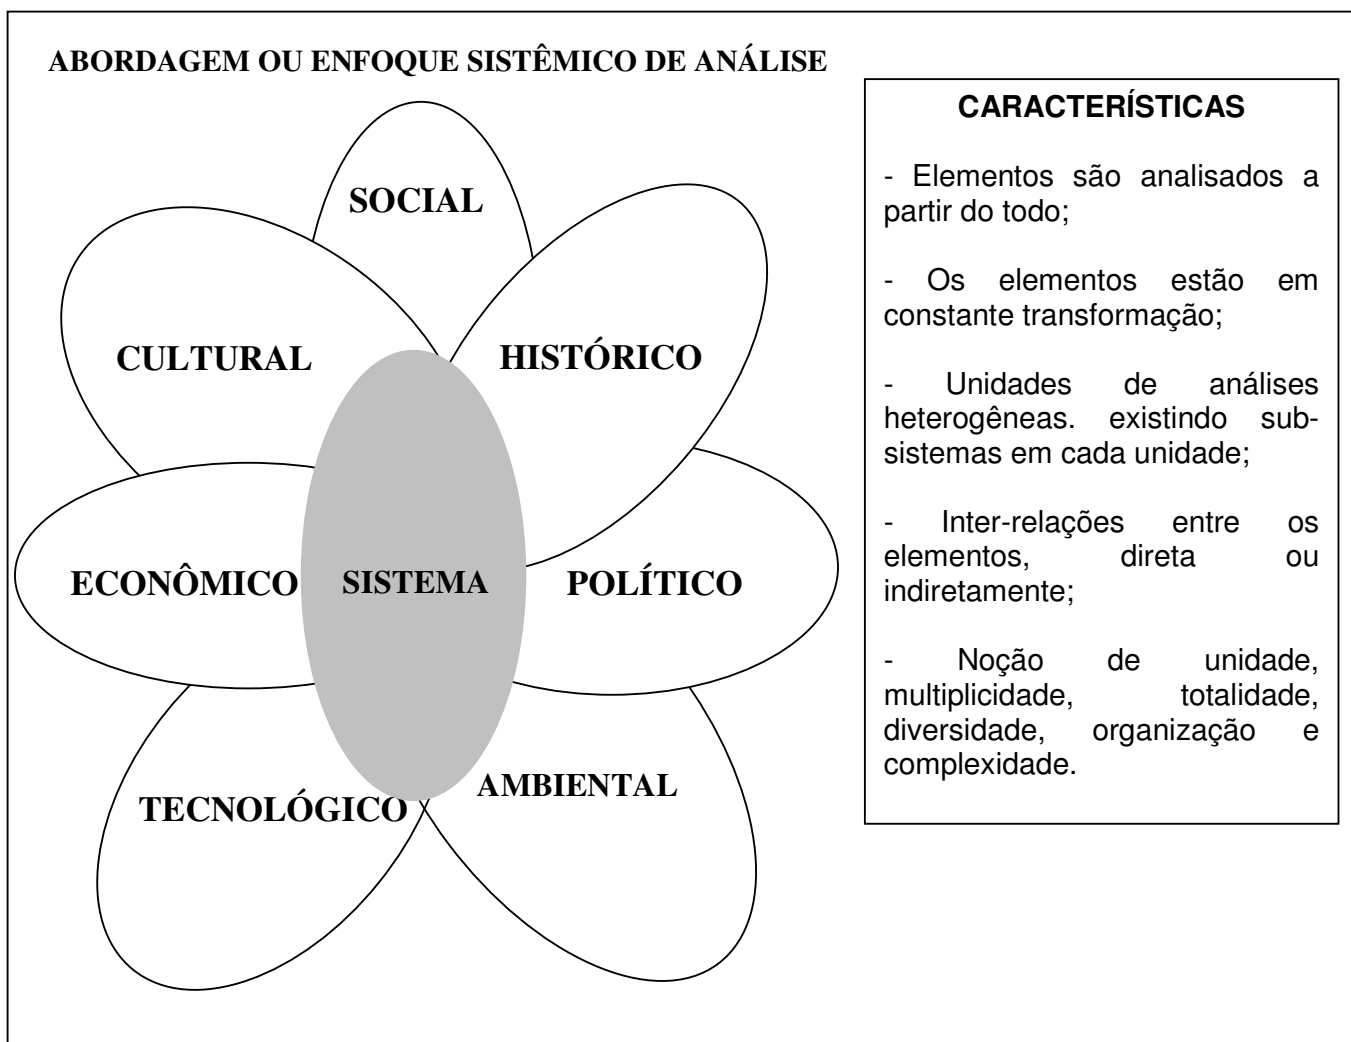 ABORDAGEM OU ENFOQUE SISTÊMICO DE ANÁLISE
SOCIAL
CULTURAL
HISTÓRICO
ECONÔMICO
SISTEMA
POLÍTICO
TECNOLÓGICO
AMBIENTAL
CARACTERÍSTICAS
- Elementos são analisados a
partir do todo;
- Os elementos estão em
constante transformação;
- Unidades de análises
heterogêneas. existindo sub-
sistemas em cada unidade;
- Inter-relações entre os
elementos, direta ou
indiretamente;
- Noção de unidade,
multiplicidade, totalidade,
diversidade, organização e
complexidade.